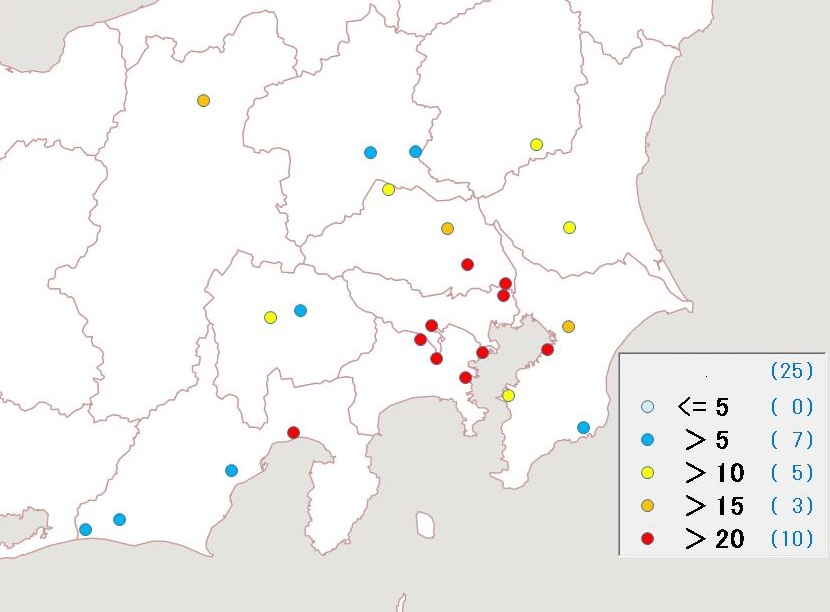 (25)
<= 5 ( 0)
> 5 ( 7)
> 10 ( 5)
> 15 ( 3)
> 20 (10)